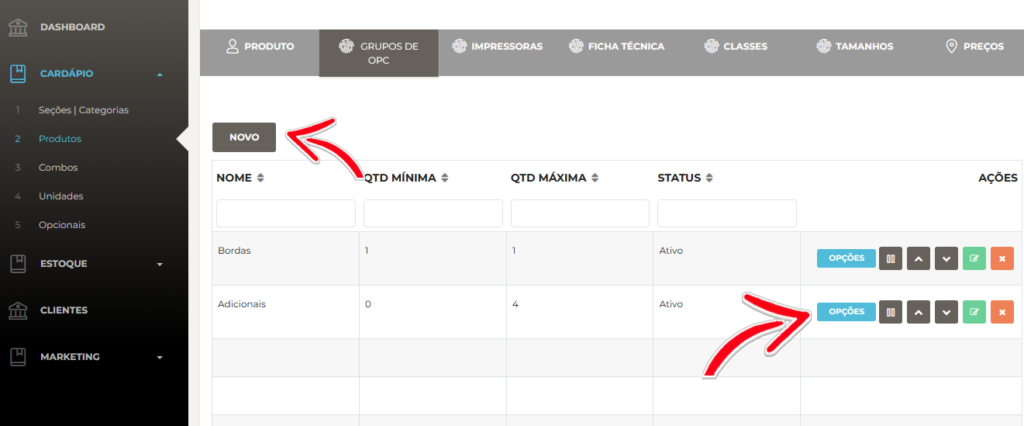 DASHBOARD
CARDÁPIO
1 Seções | Categorias
2 Produtos
3 Combos
4 Unidades
5 Opcionais
ESTOQUE
CLIENTES
MARKETING
PRODUTO
GRUPOS DE
OPC
IMPRESSORAS
FICHA TÉCNICA
CLASSES
TAMANHOS
PREÇOS
NOVO
NOME QTD MÍNIMA QTD MÁXIMA STATUS AÇÕES
Bordas 1 1 Ativo OPÇÕES
Adicionais 0 4 Ativo OPÇÕES